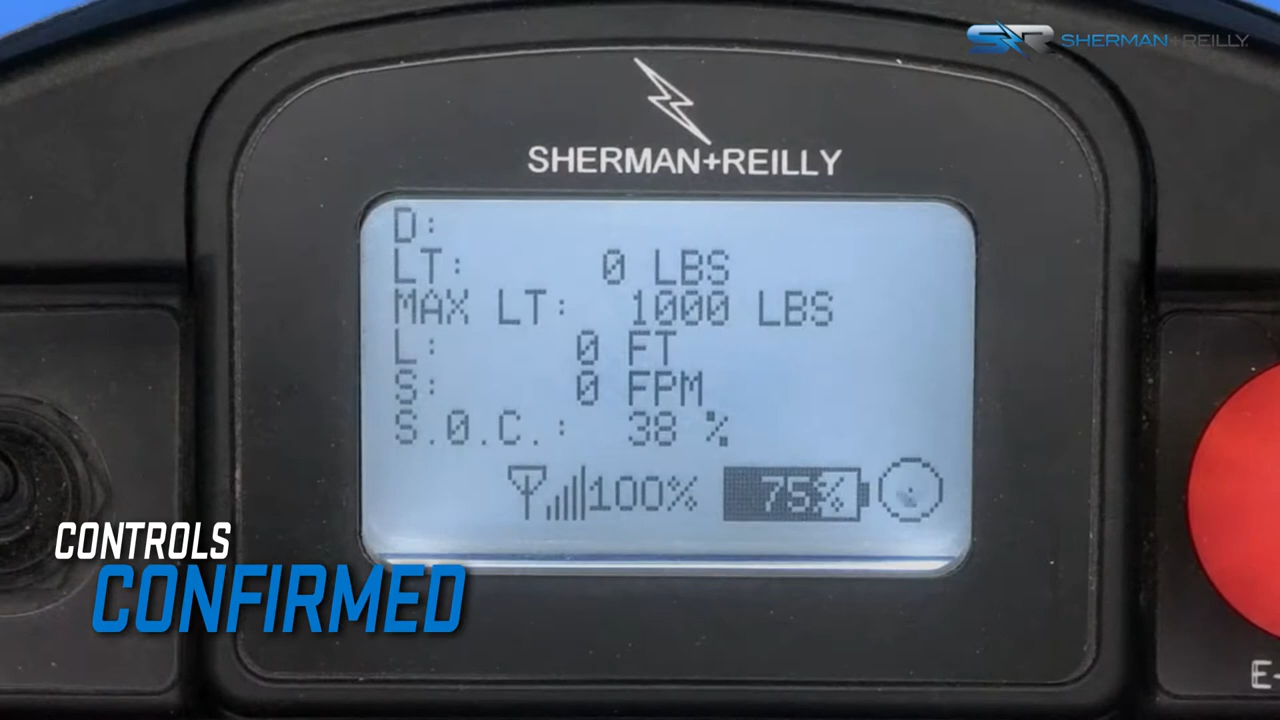 SHERMAN+REILLY
SHERMAN+REILLY
D:
LT: 0 LBS
MAX LT: 1000 LBS
L: 0 FT
S: 0 FPM
S.O.C.: 38 %
100% 75%
CONTROLS
CONFIRMED
E-